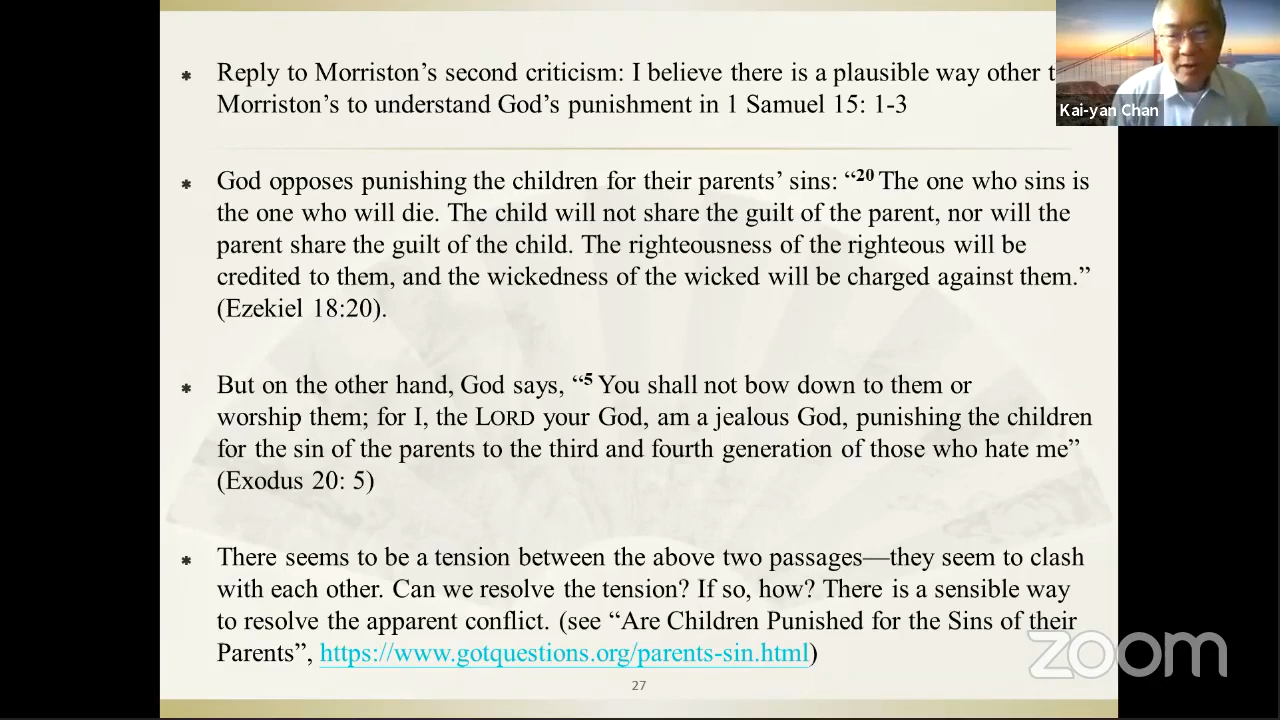 * Reply to Morriston’s second criticism: I believe there is a plausible way other t
Morriston’s to understand God’s punishment in 1 Samuel 15: 1-3
Kai-yan Chan
* God opposes punishing the children for their parents’ sins: “20 The one who sins is
the one who will die. The child will not share the guilt of the parent, nor will the
parent share the guilt of the child. The righteousness of the righteous will be
credited to them, and the wickedness of the wicked will be charged against them.”
(Ezekiel 18:20).
* But on the other hand, God says, “5 You shall not bow down to them or
worship them; for I, the LORD your God, am a jealous God, punishing the children
for the sin of the parents to the third and fourth generation of those who hate me”
(Exodus 20: 5)
* There seems to be a tension between the above two passages—they seem to clash
with each other. Can we resolve the tension? If so, how? There is a sensible way
to resolve the apparent conflict. (see “Are Children Punished for the Sins of their
Parents”, https://www.gotquestions.org/parents-sin.html)
zoom
27